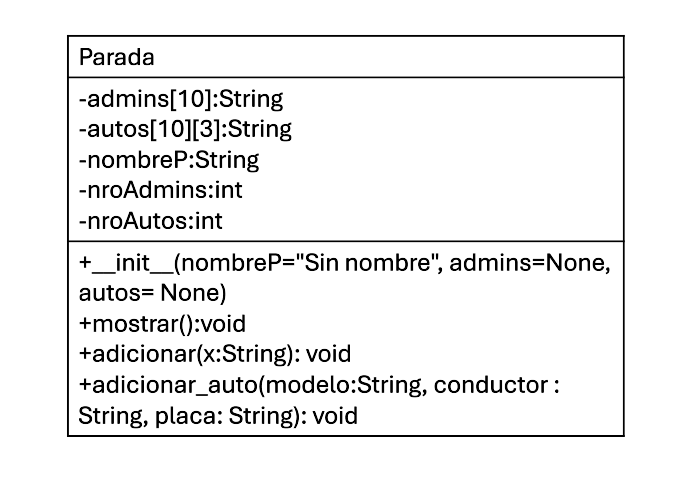 Parada
-admins[10]:String
-autos[10][3]:String
-nombreP:String
-nroAdmins:int
-nroAutos:int
+__init__(nombreP="Sin nombre", admins=None,
autos= None)
+mostrar():void
+adicionar(x:String): void
+adicionar_auto(modelo:String, conductor :
String, placa: String): void